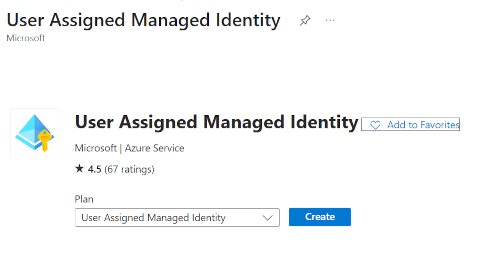 User Assigned Managed Identity
Microsoft
User Assigned Managed Identity
Add to Favorites
Microsoft | Azure Service
★ 4.5 (67 ratings)
Plan
User Assigned Managed Identity
Create